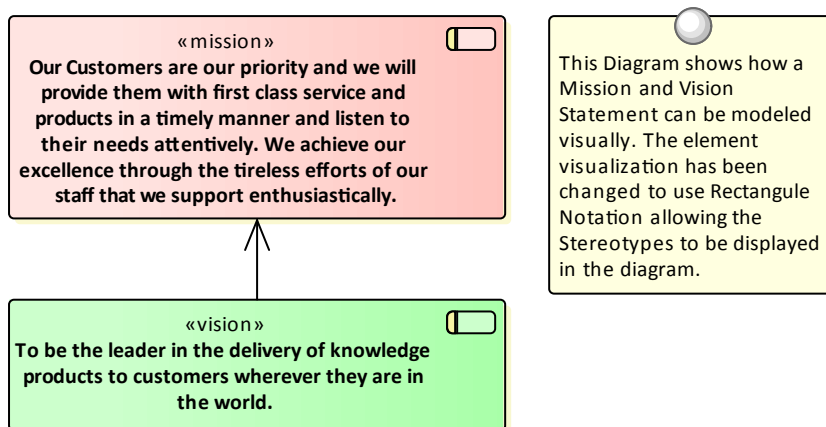 «mission»
Our Customers are our priority and we will
provide them with first class service and
products in a timely manner and listen to
their needs attentively. We achieve our
excellence through the tireless efforts of our
staff that we support enthusiastically.
This Diagram shows how a
Mission and Vision
Statement can be modeled
visually. The element
visualization has been
changed to use Rectangule
Notation allowing the
Stereotypes to be displayed
in the diagram.
«vision»
To be the leader in the delivery of knowledge
products to customers wherever they are in
the world.